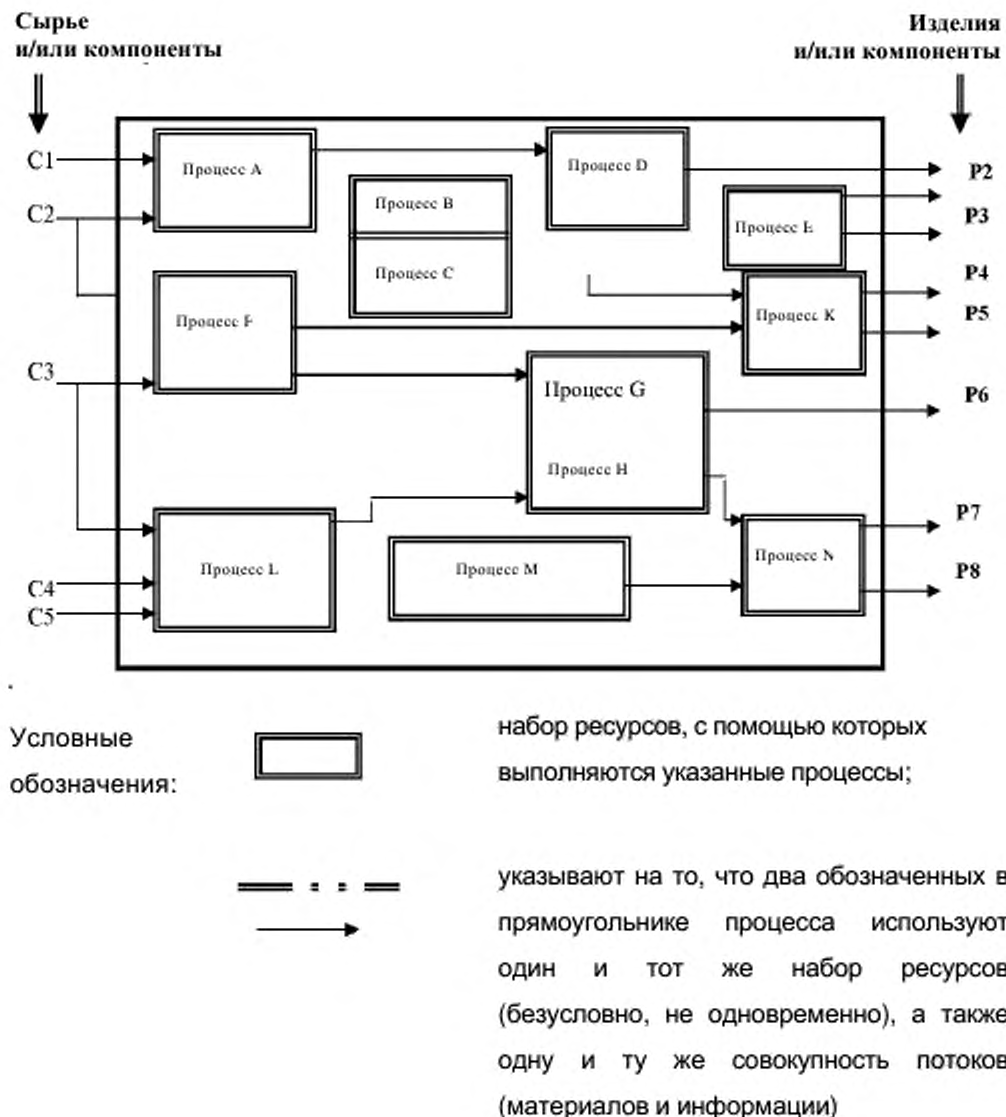 Сырье
и/или компоненты
Изделия
и/или компоненты
C1
Процесс A
Процесс D
P2
Процесс B
C2
P3
Процесс E
Процесс C
P4
Процесс F
Процесс K
P5
C3
Процесс G
P6
Процесс H
P7
Процесс L
Процесс M
Процесс N
P8
C4
C5
Условные
обозначения:
набор ресурсов, с помощью которых
выполняются указанные процессы;
указывают на то, что два обозначенных в
прямоугольнике процесса используют
один и тот же набор ресурсов
(безусловно, не одновременно), а также
одну и ту же совокупность потоков
(материалов и информации)